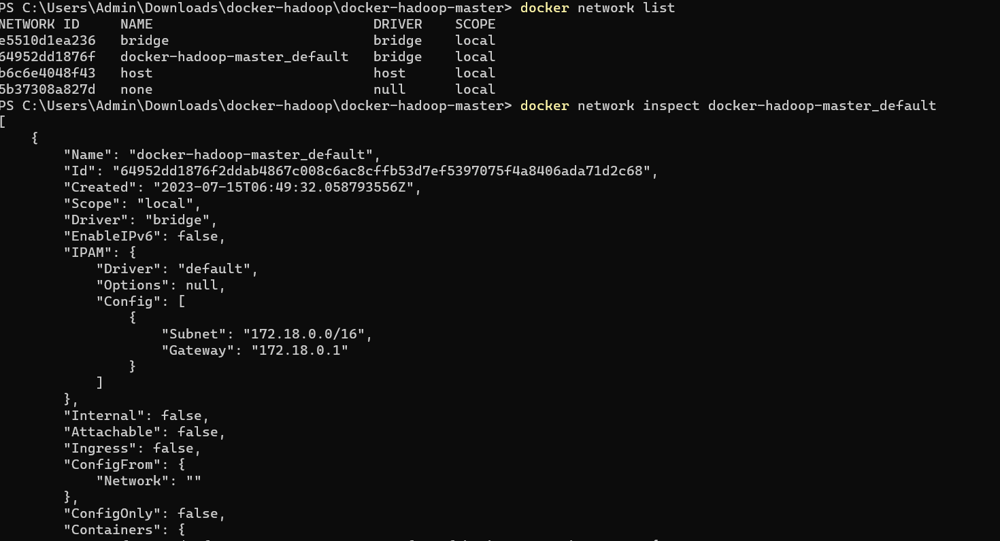 PS C:\Users\Admin\Downloads\docker-hadoop\docker-hadoop-master> docker network list
NETWORK ID     NAME                           DRIVER    SCOPE
e5510d1ea236   bridge                         bridge    local
64952dd1876f   docker-hadoop-master_default   bridge    local
b6c6e4048f43   host                           host      local
5b37308a827d   none                           null      local
PS C:\Users\Admin\Downloads\docker-hadoop\docker-hadoop-master> docker network inspect docker-hadoop-master_default
[
    {
        "Name": "docker-hadoop-master_default",
        "Id": "64952dd1876f2ddab4867c008c6ac8cffb53d7ef5397075f4a8406ada71d2c68",
        "Created": "2023-07-15T06:49:32.058793556Z",
        "Scope": "local",
        "Driver": "bridge",
        "EnableIPv6": false,
        "IPAM": {
            "Driver": "default",
            "Options": null,
            "Config": [
                {
                    "Subnet": "172.18.0.0/16",
                    "Gateway": "172.18.0.1"
                }
            ]
        },
        "Internal": false,
        "Attachable": false,
        "Ingress": false,
        "ConfigFrom": {
            "Network": ""
        },
        "ConfigOnly": false,
        "Containers": {